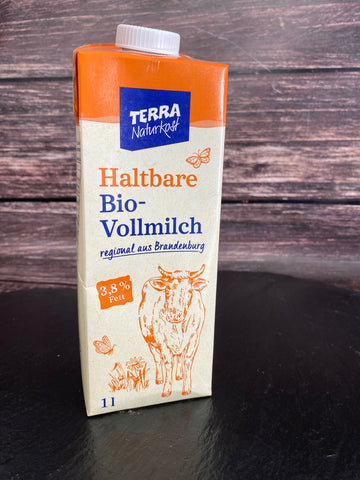 TERRA
Naturkost
Haltbare
Bio-
Vollmilch
regional aus Brandenburg
3,8 %
Fett
1 l